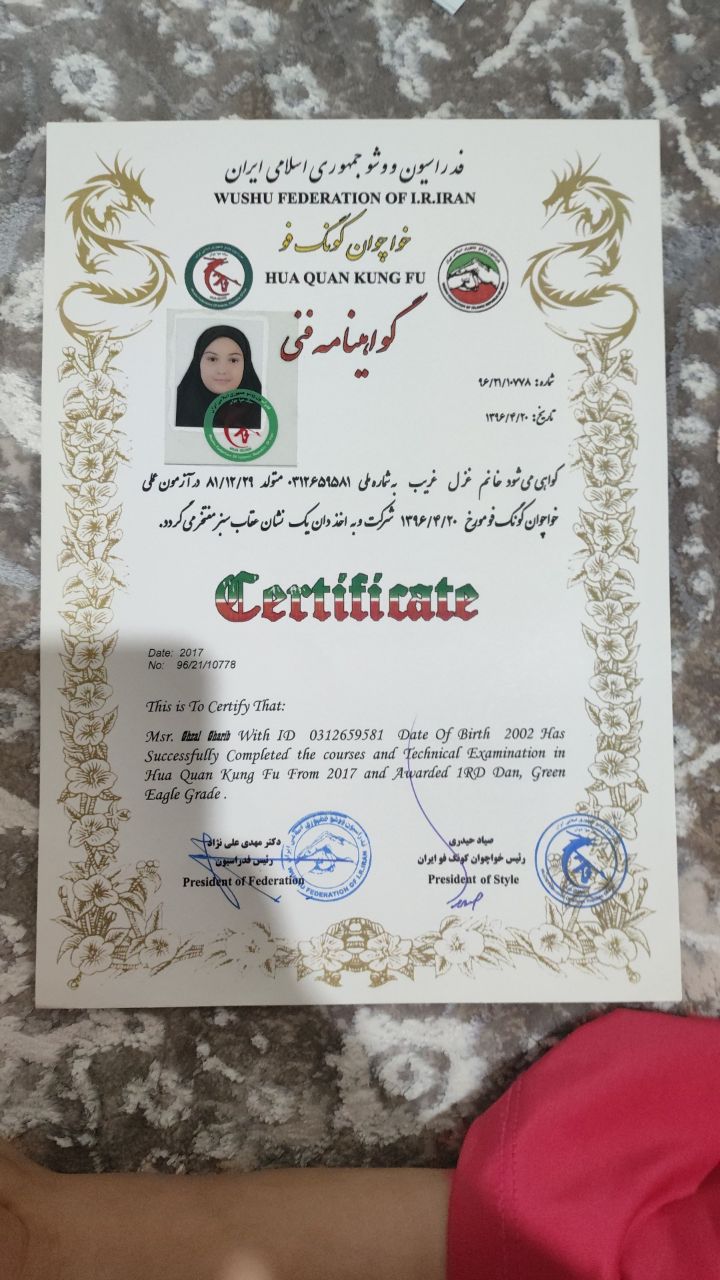 فدراسیون ووشو جمهوری اسلامی ایران
WUSHU FEDERATION OF I.R.IRAN
خواچوان کونگ فو
HUA QUAN KUNG FU
گواهینامه فنی
شماره: ۹۶/۲۱/۱۰۷۷۸
تاریخ: ۱۳۹۶/۴/۲۰
گواهی می شود خانم غزل غریب به شماره ملی ۰۳۱۲۶۵۹۵۸۱ متولد ۸۱/۱۲/۲۹ در آزمون عملی
خواچوان کونگ فو مورخ ۱۳۹۶/۴/۲۰ شرکت و به اخذ دان یک نشان عقاب سبز مفتخر می گردد.
Certificate
Date: 2017
No: 96/21/10778
This is To Certify That:
Msr. Ghzal Gharib With ID 0312659581 Date Of Birth 2002 Has
Successfully Completed the courses and Technical Examination in
Hua Quan Kung Fu From 2017 and Awarded 1RD Dan, Green
Eagle Grade .
دکتر مهدی علی نژاد
رئیس فدراسیون
President of Federation
WUSHU FEDERATION OF I.R.IRAN
صیاد حیدری
رئیس خواچوان کونگ فو ایران
President of Style